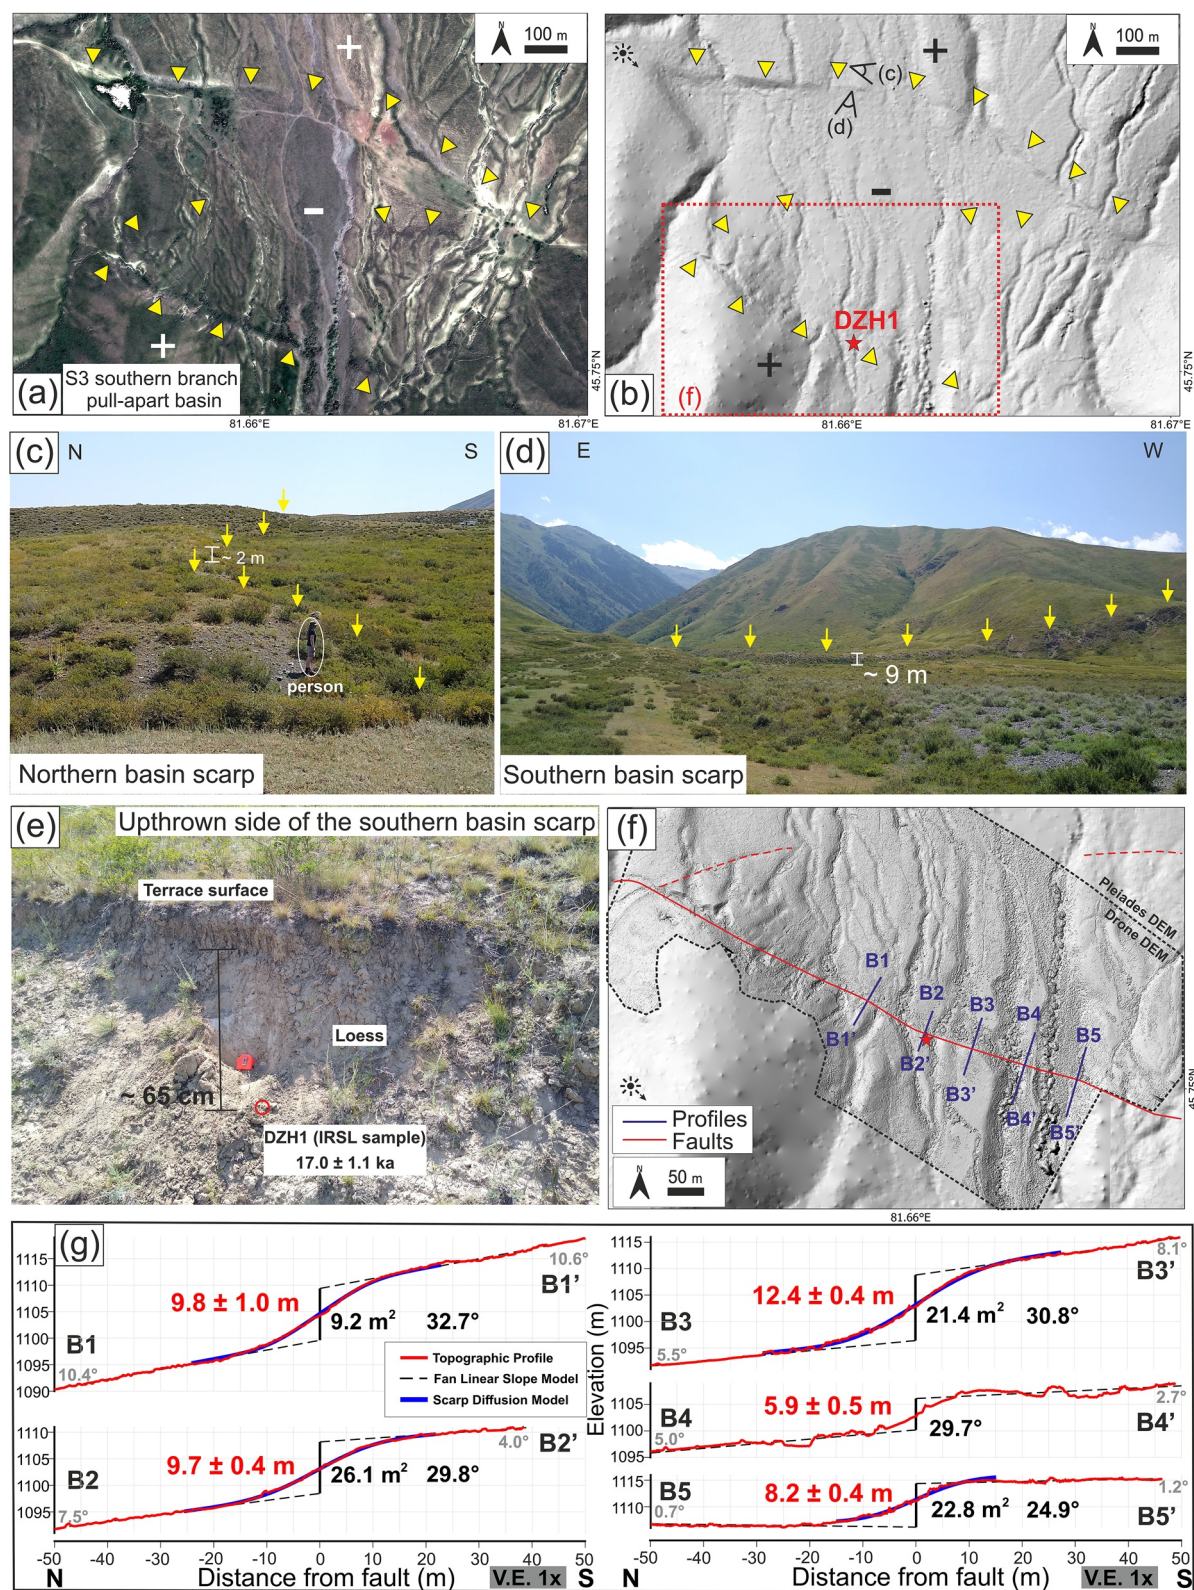 N
100 m
+
-
+
(a)
S3 southern branch
pull-apart basin
81.66°E
81.67°E
45.75°N
N
100 m
+
(c)
(d)
-
DZH1
+
(b)
(f)
81.66°E
81.67°E
45.75°N
(c)
N
S
~ 2 m
person
Northern basin scarp
(d)
E
W
~ 9 m
Southern basin scarp
(e)
Upthrown side of the southern basin scarp
Terrace surface
Loess
~ 65 cm
DZH1 (IRSL sample)
17.0 ± 1.1 ka
(f)
Pleiades DEM
Drone DEM
B1
B2
B3
B4
B5
B1'
B2'
B3'
B4'
B5'
Profiles
Faults
N
50 m
81.66°E
45.75°N
(g)
1115
1110
1105
1100
1095
1090
10.6°
B1'
9.8 ± 1.0 m
9.2 m²
32.7°
B1
10.4°
Topographic Profile
Fan Linear Slope Model
Scarp Diffusion Model
1110
1105
1100
1095
4.0°
B2'
9.7 ± 0.4 m
26.1 m²
29.8°
B2
7.5°
-50 -40 -30 -20 -10 0 10 20 30 40 50
N
Distance from fault (m)
V.E. 1x
S
Elevation (m)
1115
1110
1105
1100
1095
8.1°
B3'
12.4 ± 0.4 m
21.4 m²
30.8°
B3
5.5°
1105
1100
1095
2.7°
B4'
5.9 ± 0.5 m
29.7°
B4
5.0°
1115
1110
1.2°
B5'
8.2 ± 0.4 m
22.8 m²
24.9°
B5
0.7°
-50 -40 -30 -20 -10 0 10 20 30 40 50
N
Distance from fault (m)
V.E. 1x
S